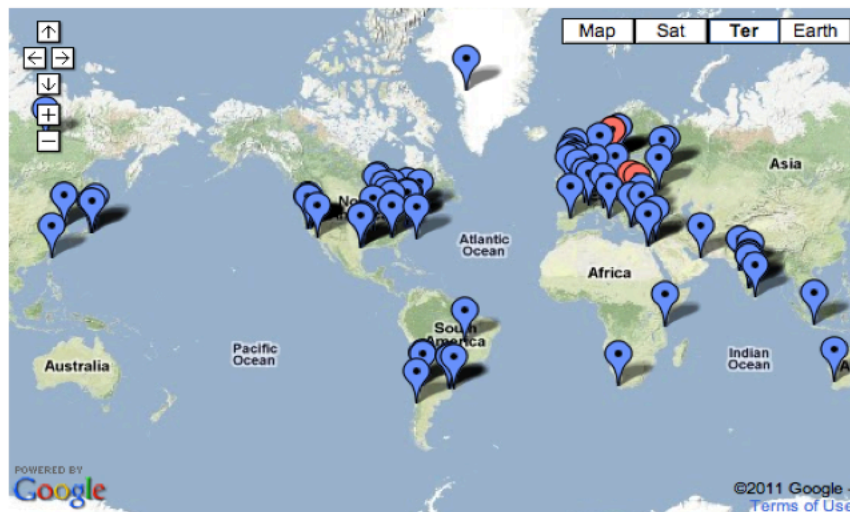 Map Sat Ter Earth
Asia
Atlantic
Ocean
Africa
South
America
Pacific
Ocean
Indian
Ocean
Australia
POWERED BY
Google
©2011 Google -
Terms of Use